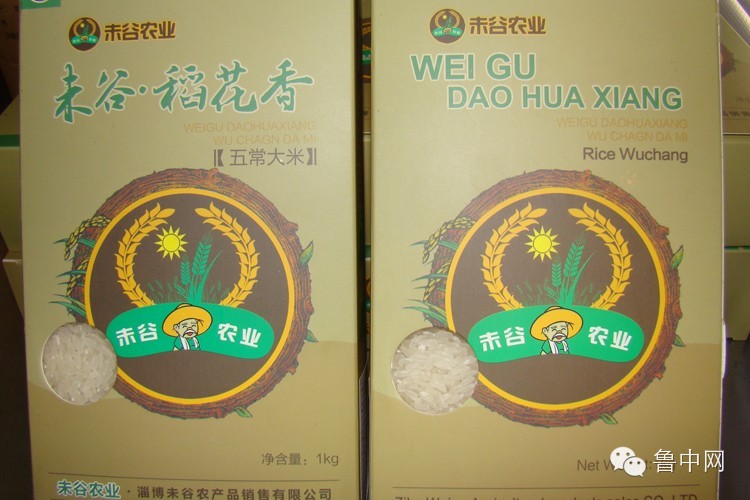 未谷农业
未谷·稻花香
WEIGU DAOHUAXIANG
WU CHAGN DA MI
【五常大米】
未谷 农业
净含量: 1kg
未谷农业·淄博未谷农产品销售有限公司
未谷农业
WEI GU
DAO HUA XIANG
WEIGU DAOHUAXIANG
WU CHAGN DA MI
Rice Wuchang
未谷 农业
Net
鲁中网